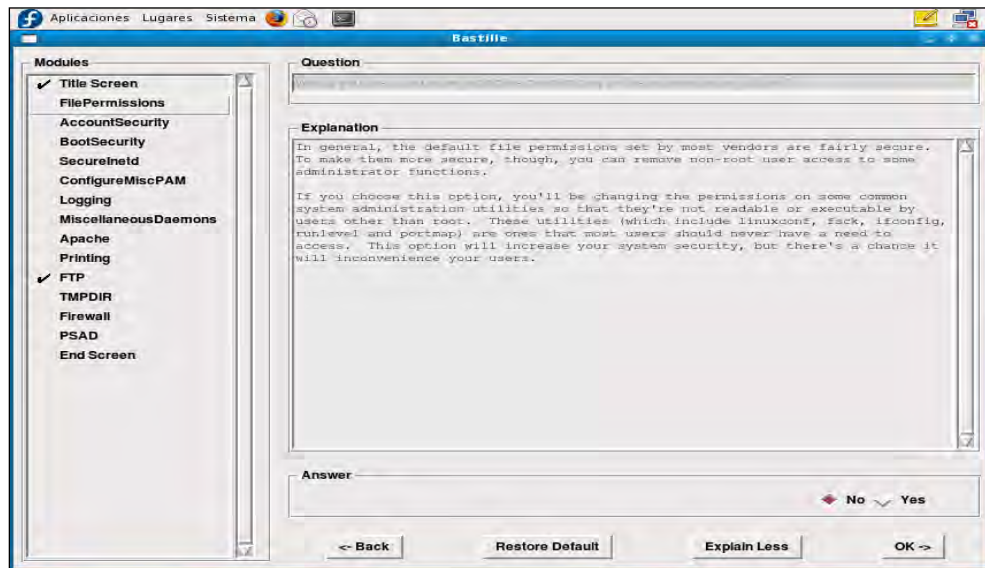 Aplicaciones Lugares Sistema
Bastille
Modules
Title Screen
FilePermissions
AccountSecurity
BootSecurity
SecureInetd
ConfigureMiscPAM
Logging
MiscellaneousDaemons
Apache
Printing
FTP
TMPDIR
Firewall
PSAD
End Screen
Question
Explanation
In general, the default file permissions set by most vendors are fairly secure.
To make them more secure, though, you can remove non-root user access to some
administrator functions.
If you choose this option, you'll be changing the permissions on some common
system administration utilities so that they're not readable or executable by
users other than root. These utilities (which include linuxconf, fsck, ifconfig,
runlevel and portmap) are ones that most users should never have a need to
access. This option will increase your system security, but there's a chance it
will inconvenience your users.
Answer
No Yes
<- Back
Restore Default
Explain Less
OK ->